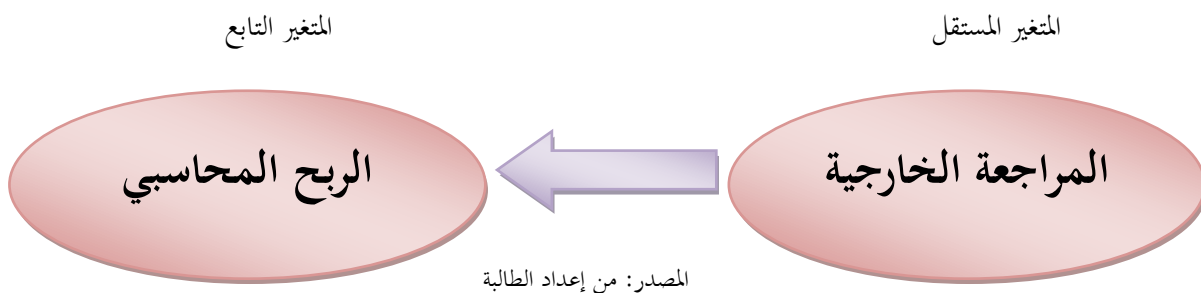 المتغير المستقل
المتغير التابع
المراجعة الخارجية
الربح المحاسبي
المصدر: من إعداد الطالبة